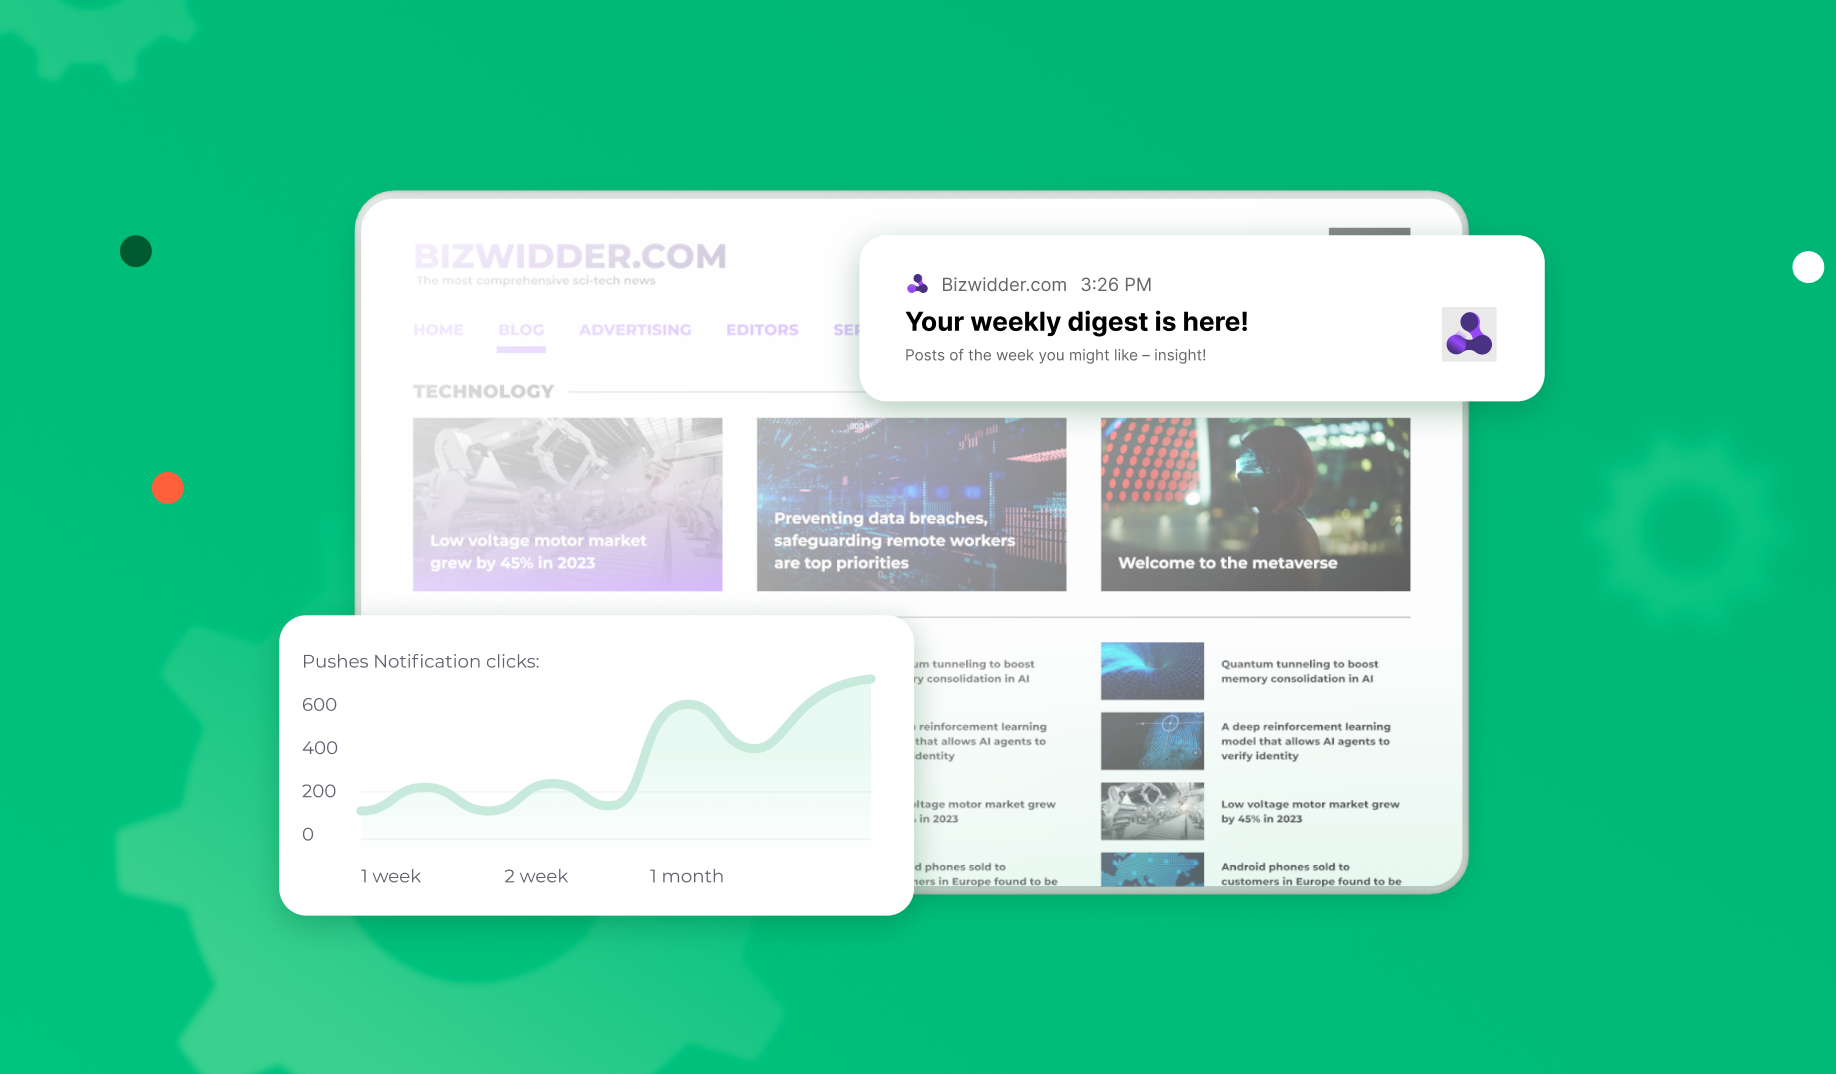 BIZWIDDER.COM
The most comprehensive sci-tech news
HOME BLOG ADVERTISING EDITORS
Bizwidder.com 3:26 PM
Your weekly digest is here!
Posts of the week you might like – insight!
TECHNOLOGY
Low voltage motor market
grew by 45% in 2023
Preventing data breaches,
safeguarding remote workers
are top priorities
Welcome to the metaverse
Pushes Notification clicks:
600
400
200
0
1 week 2 week 1 month
tunneling to boost
consolidation in AI
reinforcement learning
that allows AI agents to
motor market grew
in 2023
phones sold to
in Europe found to be
Quantum tunneling to boost
memory consolidation in AI
A deep reinforcement learning
model that allows AI agents to
verify identity
Low voltage motor market grew
by 45% in 2023
Android phones sold to
customers in Europe found to be